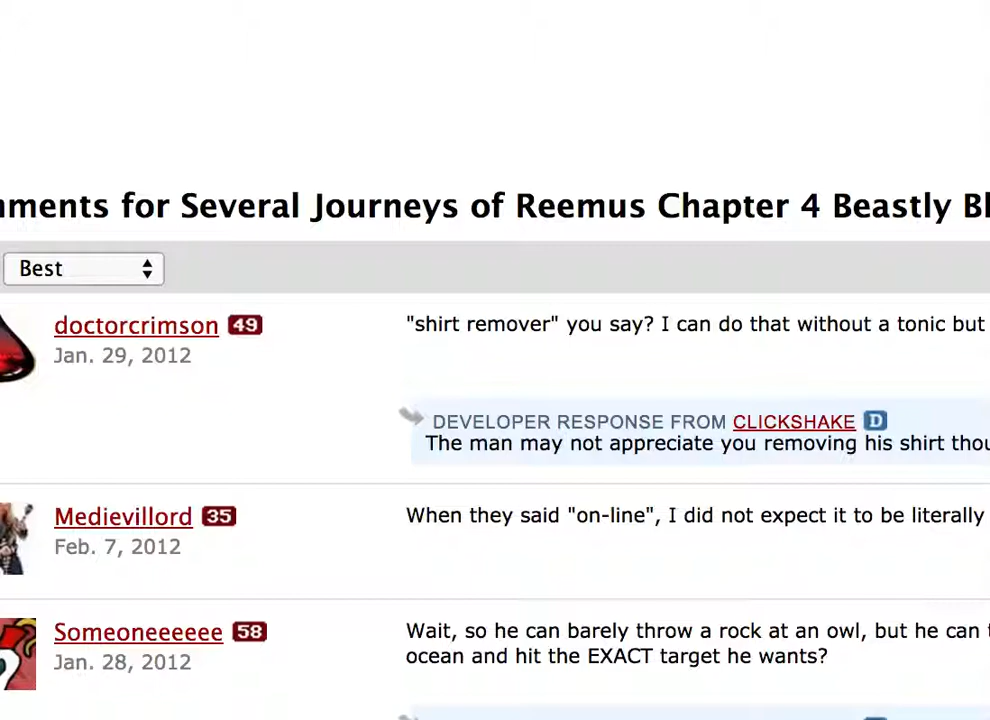 mments for Several Journeys of Reemus Chapter 4 Beastly Bl
Best
doctorcrimson 49
"shirt remover" you say? I can do that without a tonic but
Jan. 29, 2012
DEVELOPER RESPONSE FROM CLICKSHAKE D
The man may not appreciate you removing his shirt thou
Medievillord 35
When they said "on-line", I did not expect it to be literally
Feb. 7, 2012
Someoneeeeee 58
Wait, so he can barely throw a rock at an owl, but he can t
Jan. 28, 2012
ocean and hit the EXACT target he wants?